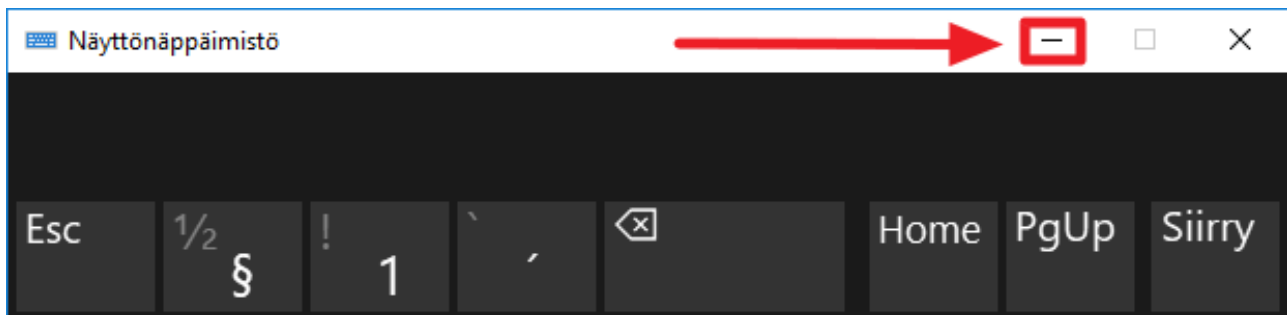 Näyttönäppäimistö
Esc ½ § ! 1 ` ´ Home PgUp Siirry